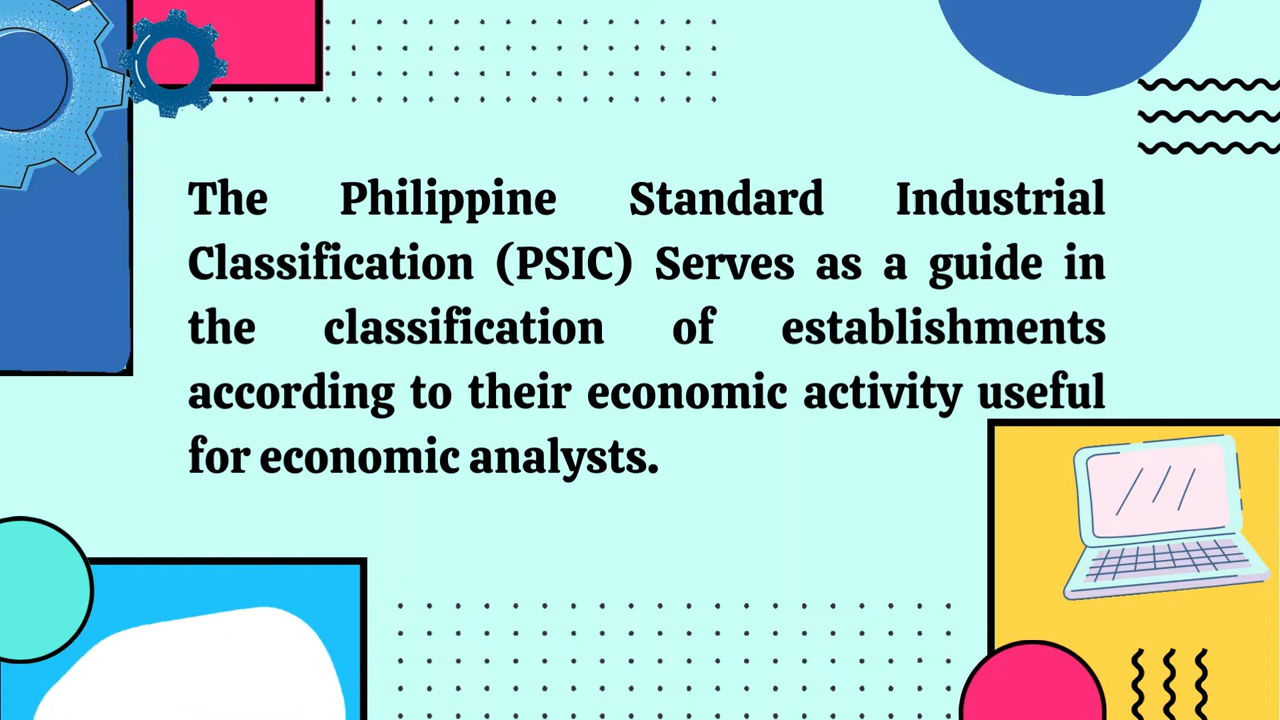 The Philippine Standard Industrial
Classification (PSIC) Serves as a guide in
the classification of establishments
according to their economic activity useful
for economic analysts.